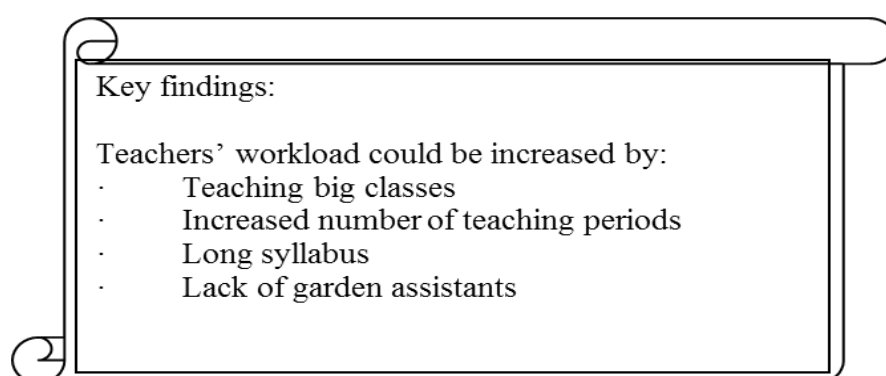 Key findings:
Teachers’ workload could be increased by:
· Teaching big classes
· Increased number of teaching periods
· Long syllabus
· Lack of garden assistants